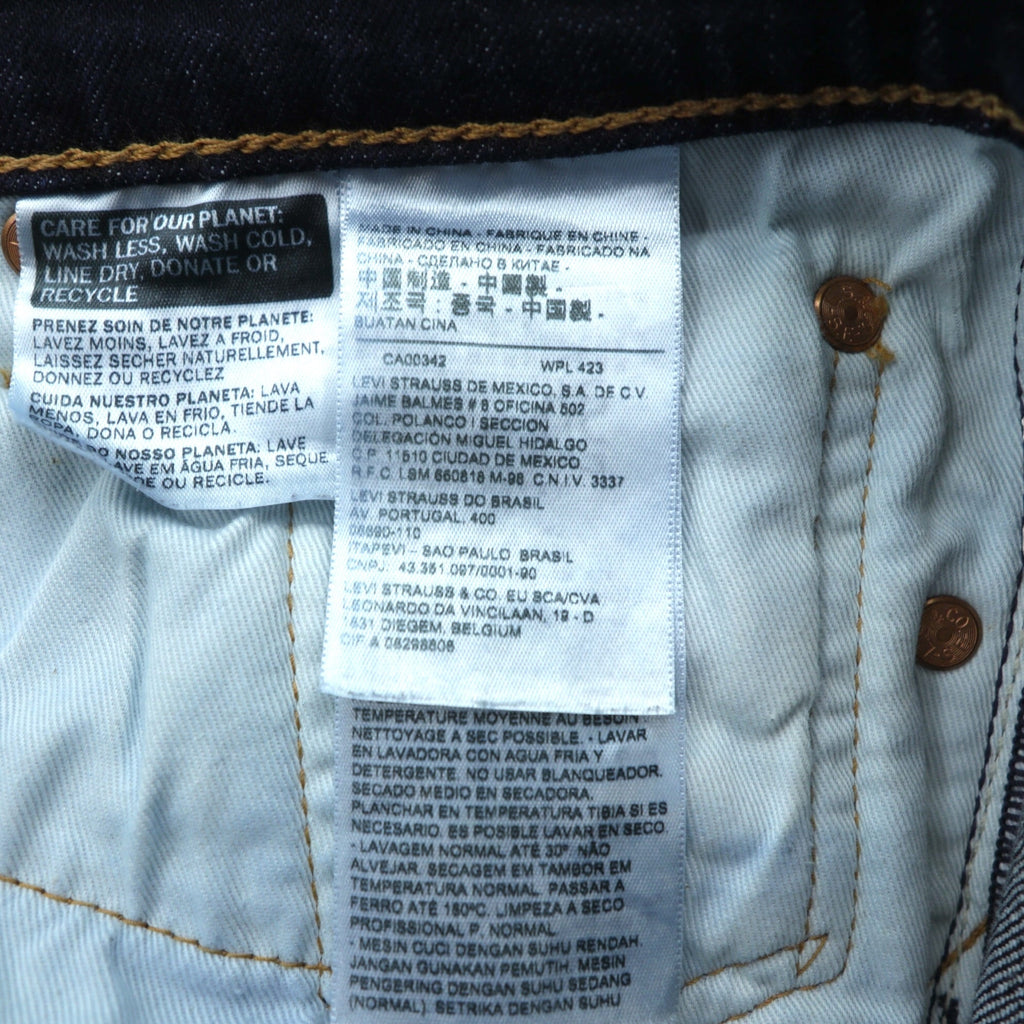 CARE FOR OUR PLANET:
WASH LESS, WASH COLD,
LINE DRY, DONATE OR
RECYCLE
PRENEZ SOIN DE NOTRE PLANETE:
LAVEZ MOINS, LAVEZ A FROID,
LAISSEZ SECHER NATURELLEMENT,
DONNEZ OU RECYCLEZ
CUIDA NUESTRO PLANETA: LAVA
MENOS, LAVA EN FRIO, TIENDE LA
ROPA, DONA O RECICLA.
DO NOSSO PLANETA: LAVE
LAVE EM ÁGUA FRIA, SEQUE
DE OU RECICLE.
MADE IN CHINA - FABRIQUE EN CHINE -
FABRICADO EN CHINA - FABRICADO NA
CHINA - СДЕЛАНО В КИТАЕ -
中國制造 - 中國製 -
제조국 : 중국 - 中国製 -
BUATAN CINA
CA00342 WPL 423
LEVI STRAUSS DE MEXICO, S.A. DE C.V
JAIME BALMES # 8 OFICINA 502
COL. POLANCO I SECCION
DELEGACIÓN MIGUEL HIDALGO
C.P. 11510 CIUDAD DE MEXICO
R.F.C. LSM 660818 M-98 C.N.I.V. 3337
LEVI STRAUSS DO BRASIL
AV. PORTUGAL, 400
06690-110
ITAPEVI – SAO PAULO BRASIL
CNPJ: 43.351.097/0001-90
LEVI STRAUSS & CO. EU SCA/CVA
LEONARDO DA VINCILAAN, 19 - D
1831 DIEGEM, BELGIUM
CIF A 08298806
TEMPERATURE MOYENNE AU BESOIN
NETTOYAGE A SEC POSSIBLE. - LAVAR
EN LAVADORA CON AGUA FRIA Y
DETERGENTE. NO USAR BLANQUEADOR.
SECADO MEDIO EN SECADORA.
PLANCHAR EN TEMPERATURA TIBIA SI ES
NECESARIO. ES POSIBLE LAVAR EN SECO
- LAVAGEM NORMAL ATÉ 30° NÃO
ALVEJAR. SECAGEM EM TAMBOR EM
TEMPERATURA NORMAL. PASSAR A
FERRO ATÉ 150°C. LIMPEZA A SECO
PROFISSIONAL P. NORMAL
- MESIN CUCI DENGAN SUHU RENDAH.
JANGAN GUNAKAN PEMUTIH. MESIN
PENGERING DENGAN SUHU SEDANG
(NORMAL). SETRIKA DENGAN SUHU